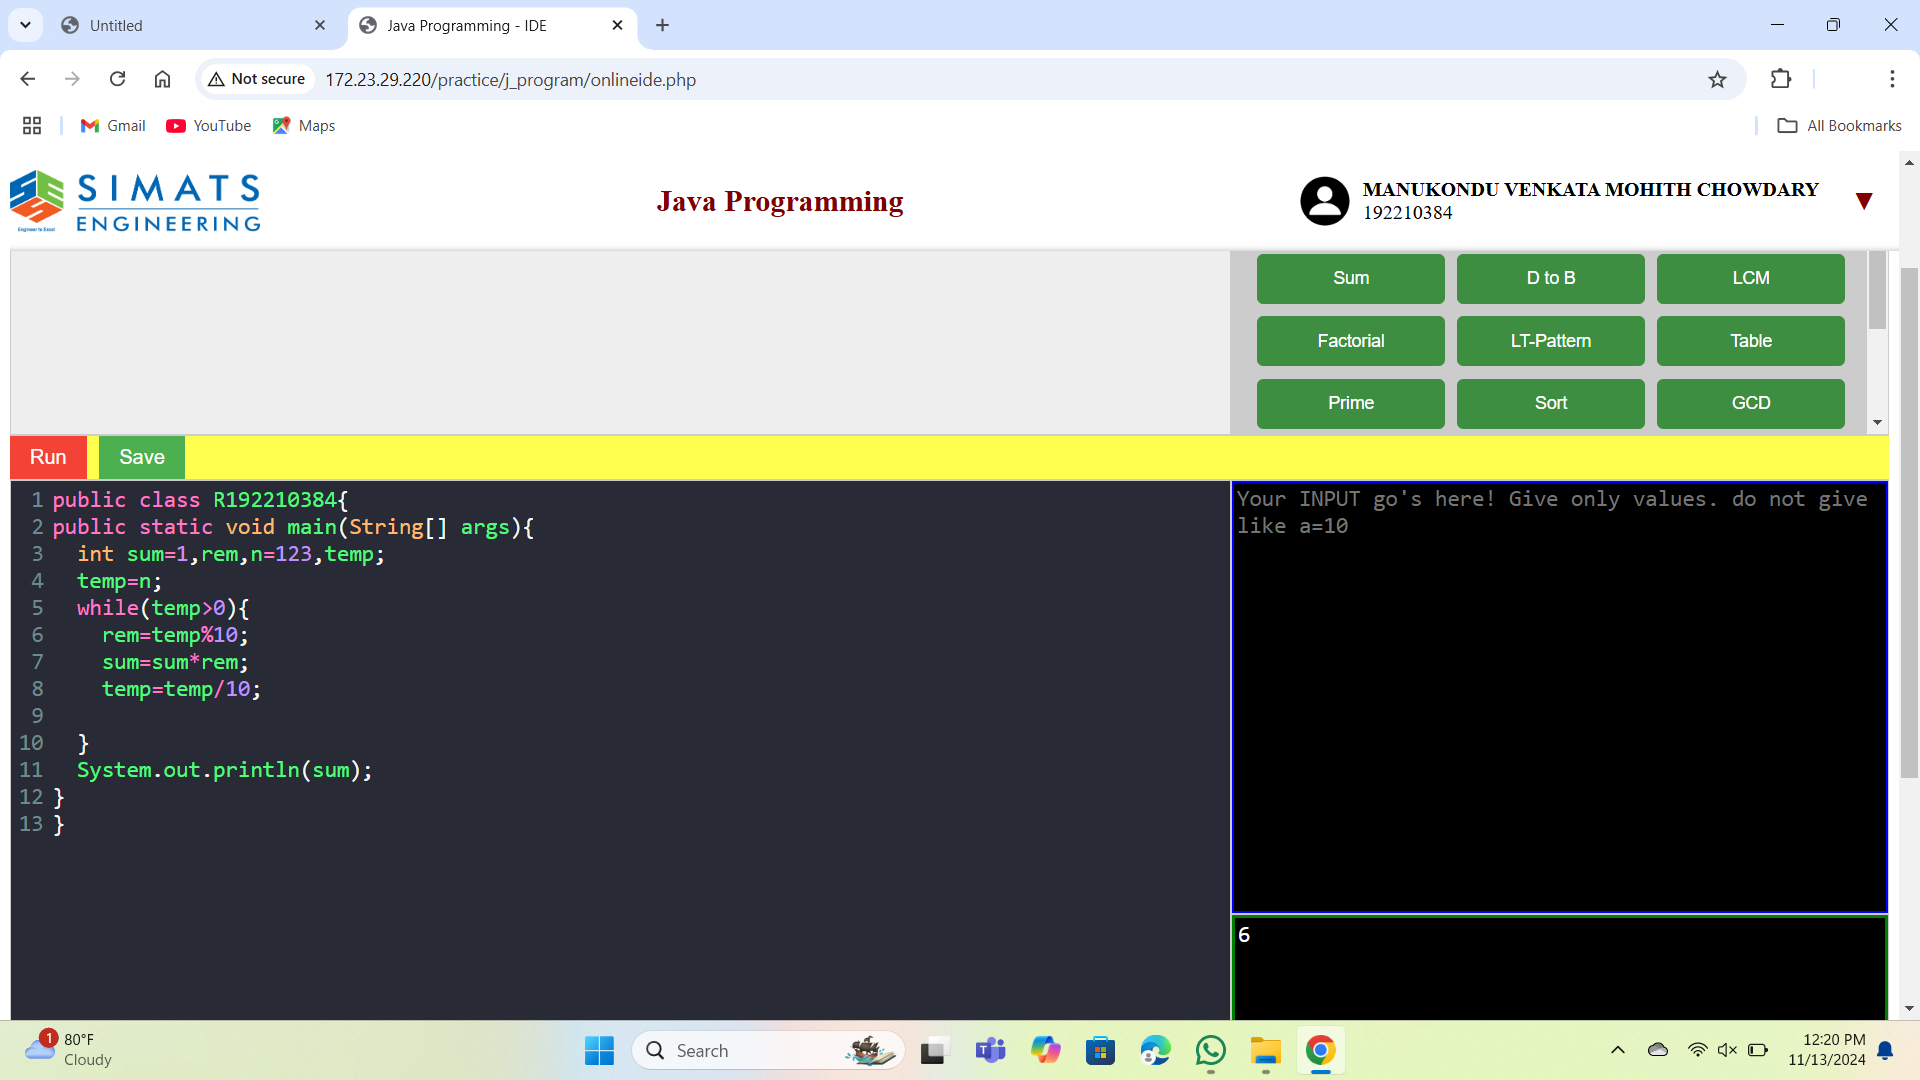 Untitled
Java Programming - IDE
Not secure
172.23.29.220/practice/j_program/onlineide.php
Gmail
YouTube
Maps
All Bookmarks
SIMATS
ENGINEERING
Engineer to Excel
Java Programming
MANUKONDU VENKATA MOHITH CHOWDARY
192210384
Sum
D to B
LCM
Factorial
LT-Pattern
Table
Prime
Sort
GCD
Run
Save
1 public class R192210384{
2 public static void main(String[] args){
3   int sum=1,rem,n=123,temp;
4   temp=n;
5   while(temp>0){
6     rem=temp%10;
7     sum=sum*rem;
8     temp=temp/10;
9
10   }
11   System.out.println(sum);
12 }
13 }
Your INPUT go's here! Give only values. do not give
like a=10
6
1
80°F
Cloudy
Search
12:20 PM
11/13/2024